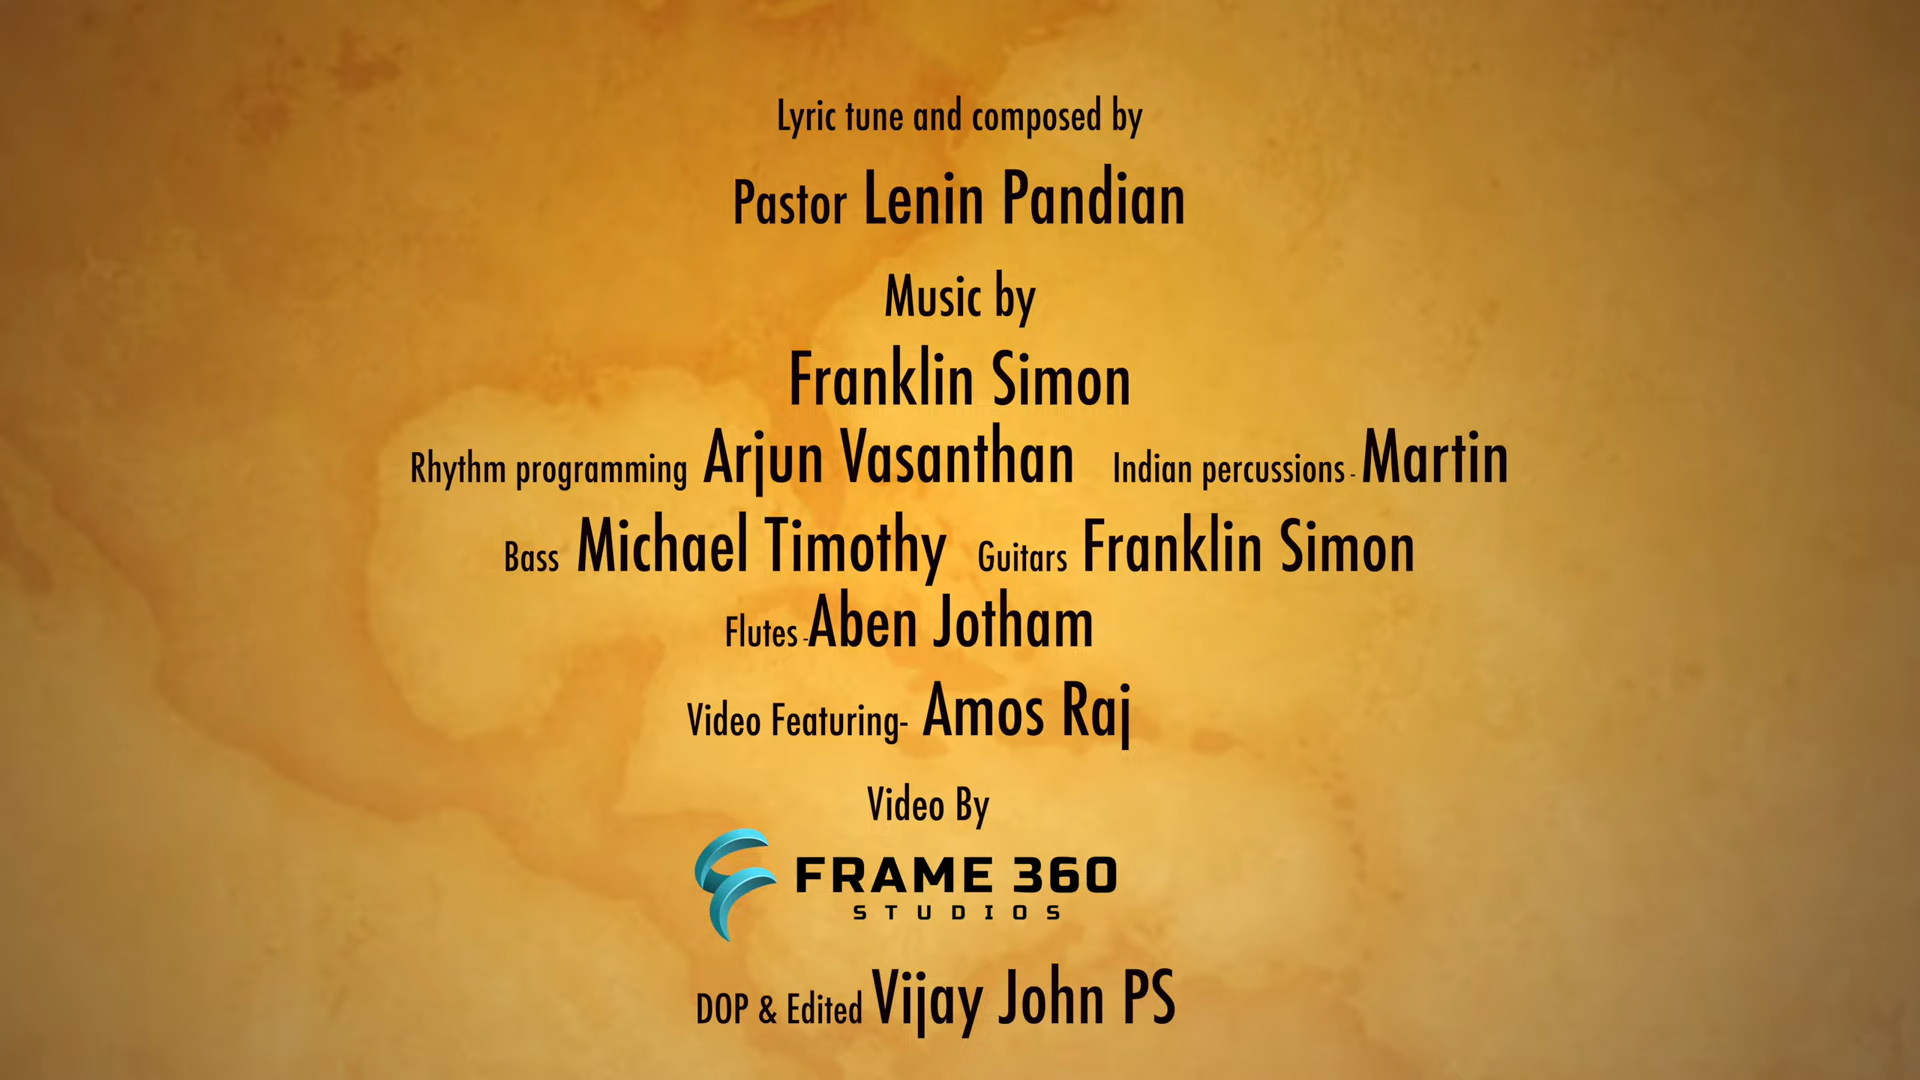 Lyric tune and composed by
Pastor Lenin Pandian
Music by
Franklin Simon
Rhythm programming Arjun Vasanthan Indian percussions - Martin
Bass Michael Timothy Guitars Franklin Simon
Flutes -Aben Jotham
Video Featuring- Amos Raj
Video By
FRAME 360
STUDIOS
DOP & Edited Vijay John PS